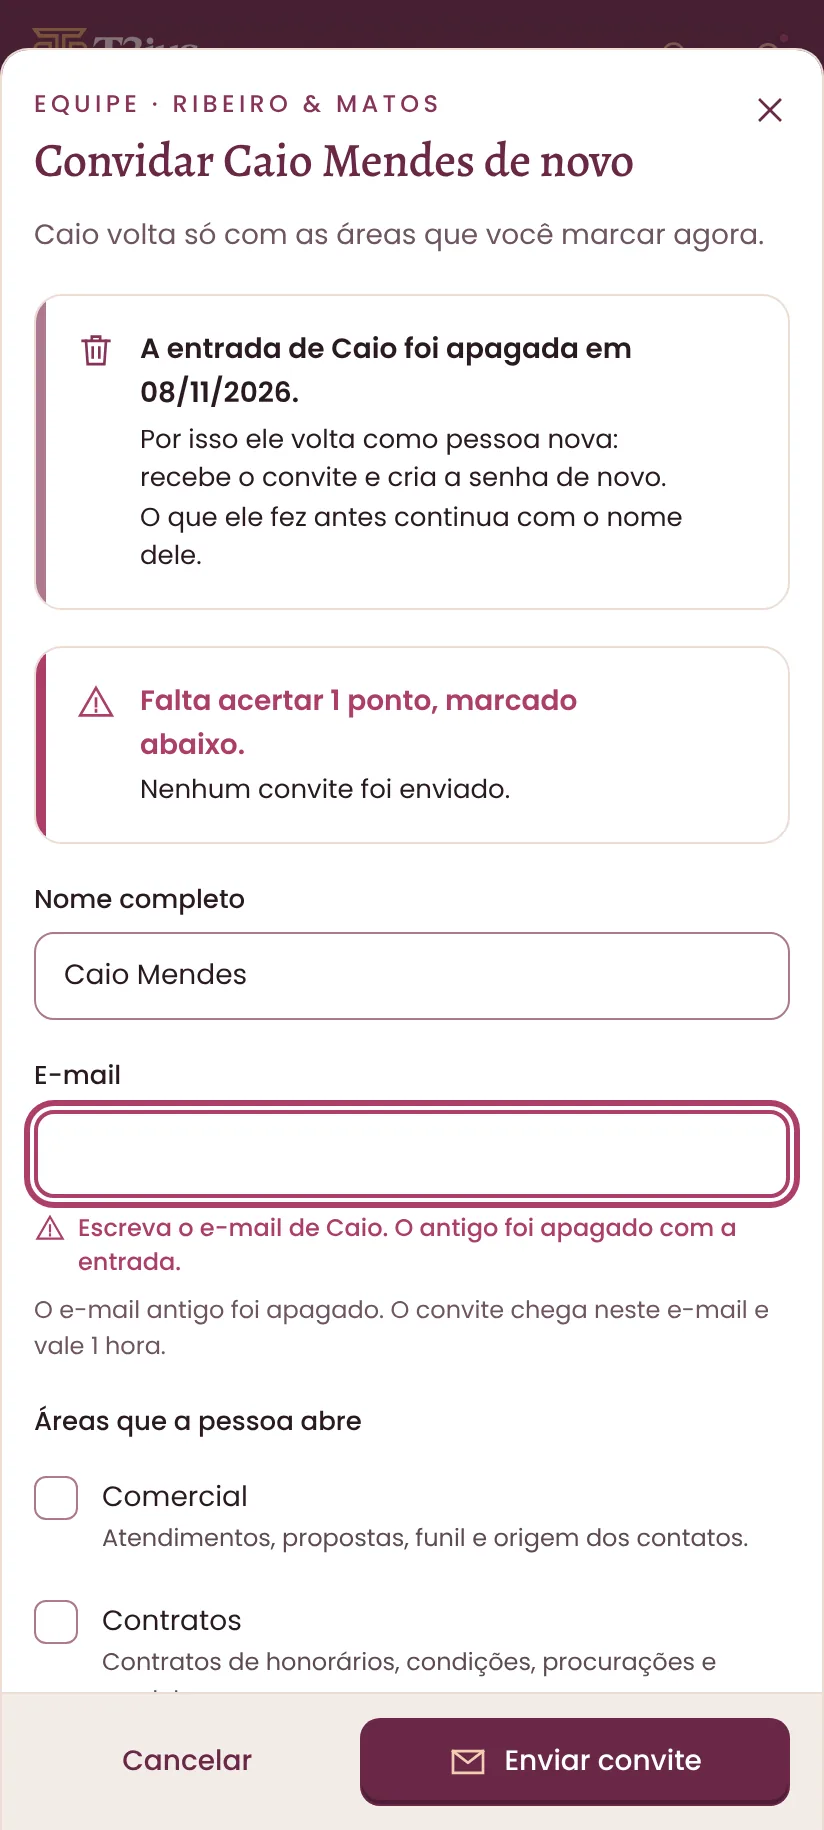 EQUIPE · RIBEIRO & MATOS
Convidar Caio Mendes de novo
Caio volta só com as áreas que você marcar agora.
A entrada de Caio foi apagada em
08/11/2026.
Por isso ele volta como pessoa nova:
recebe o convite e cria a senha de novo.
O que ele fez antes continua com o nome
dele.
Falta acertar 1 ponto, marcado
abaixo.
Nenhum convite foi enviado.
Nome completo
Caio Mendes
E-mail
Escreva o e-mail de Caio. O antigo foi apagado com a
entrada.
O e-mail antigo foi apagado. O convite chega neste e-mail e
vale 1 hora.
Áreas que a pessoa abre
Comercial
Atendimentos, propostas, funil e origem dos contatos.
Contratos
Contratos de honorários, condições, procurações e
Cancelar
Enviar convite